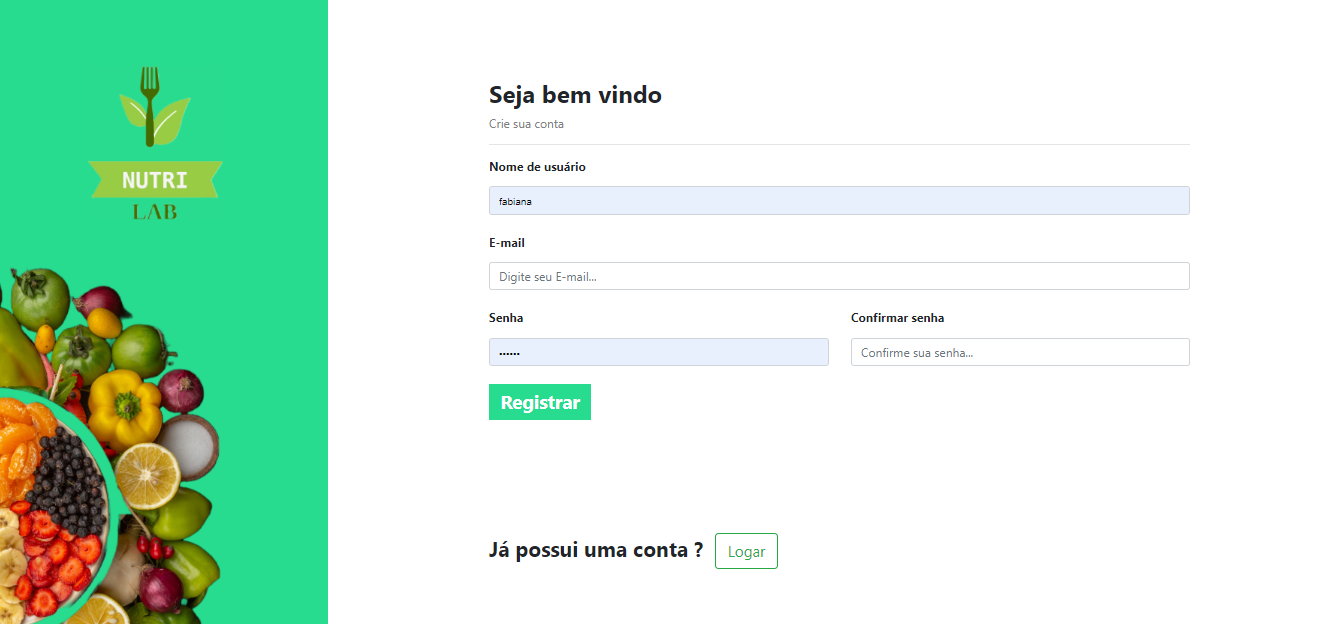 NUTRI
LAB
Seja bem vindo
Crie sua conta
Nome de usuário
fabiana
E-mail
Digite seu E-mail...
Senha
Confirmar senha
••••••
Confirme sua senha...
Registrar
Já possui uma conta ?
Logar